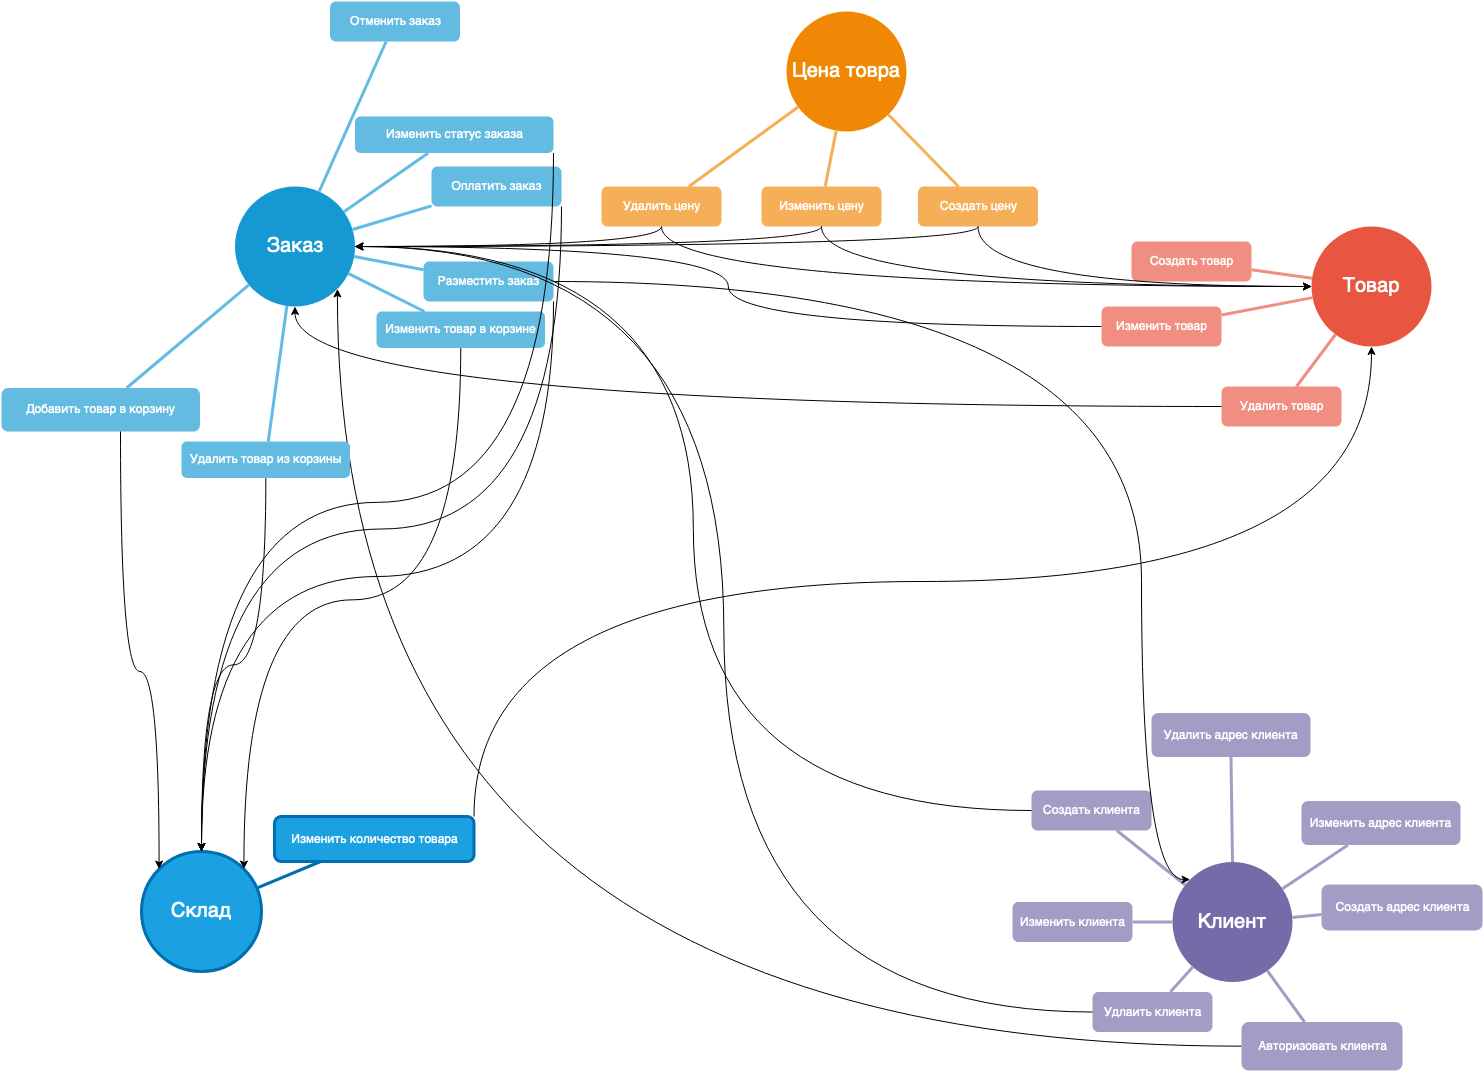 Отменить заказ
Цена товра
Изменить статус заказа
Оплатить заказ
Удалить цену
Изменить цену
Создать цену
Заказ
Создать товар
Товар
Разместить заказ
Изменить товар в корзине
Изменить товар
Добавить товар в корзину
Удалить товар
Удалить товар из корзины
Удалить адрес клиента
Создать клиента
Изменить адрес клиента
Изменить количество товара
Склад
Создать адрес клиента
Изменить клиента
Клиент
Удлаить клиента
Авторизовать клиента